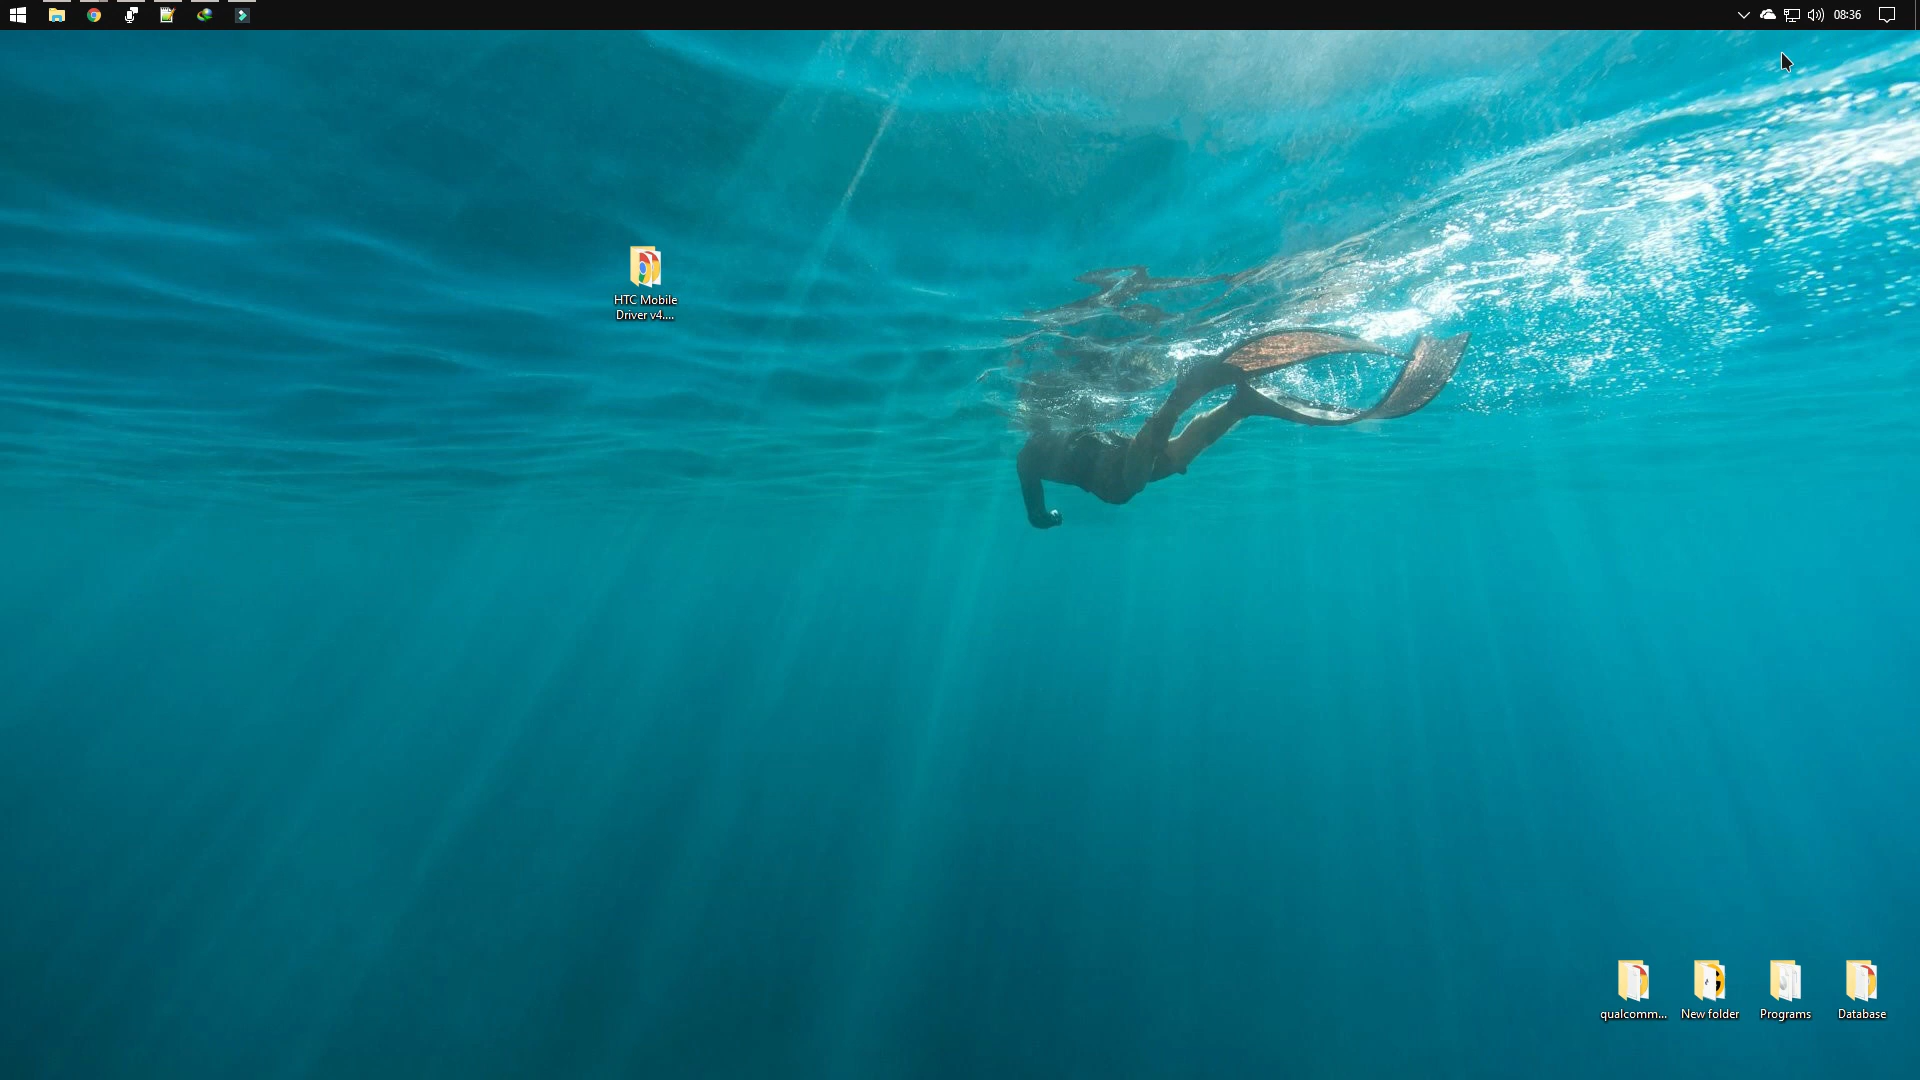 08:36
HTC Mobile
Driver v4....
qualcomm...
New folder
Programs
Database